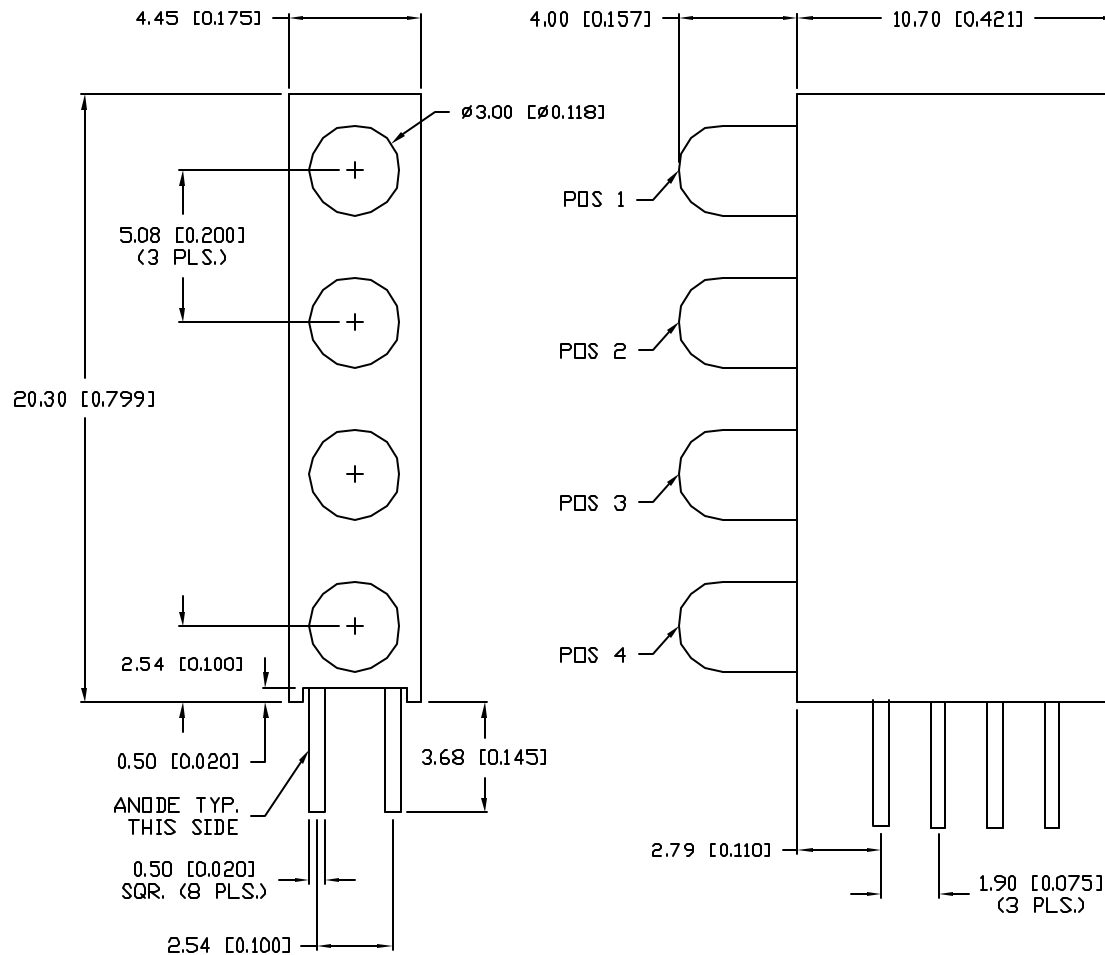 4.45 [0.175]
4.00 [0.157]
10.70 [0.421]
ø3.00 [ø0.118]
POS 1
5.08 [0.200]
(3 PLS.)
POS 2
20.30 [0.799]
POS 3
2.54 [0.100]
POS 4
0.50 [0.020]
3.68 [0.145]
ANODE TYP.
THIS SIDE
2.79 [0.110]
0.50 [0.020]
SQR. (8 PLS.)
1.90 [0.075]
(3 PLS.)
2.54 [0.100]